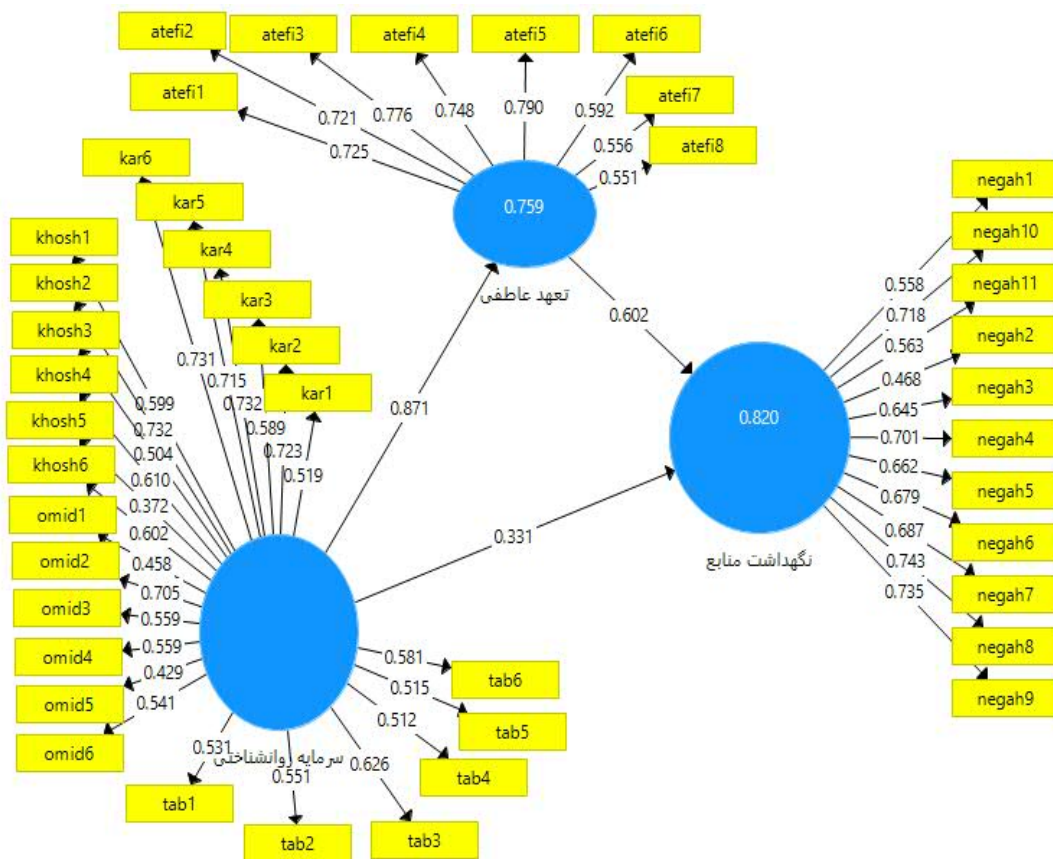 atefi2
atefi3
atefi4
atefi5
atefi6
atefi1
atefi7
atefi8
0.721
0.776
0.748
0.790
0.592
0.725
0.556
0.551
0.759
تعهد عاطفی
kar6
kar5
kar4
kar3
kar2
kar1
0.731
0.715
0.732
0.589
0.723
0.519
khosh1
khosh2
khosh3
khosh4
khosh5
khosh6
omid1
omid2
omid3
omid4
omid5
omid6
0.599
0.732
0.504
0.610
0.372
0.602
0.458
0.705
0.559
0.559
0.429
0.541
0.871
0.602
0.331
سرمایه روانشناختی
0.531
0.551
0.626
0.512
0.515
0.581
tab1
tab2
tab3
tab4
tab5
tab6
0.820
نگهداشت منابع
0.558
0.718
0.563
0.468
0.645
0.701
0.662
0.679
0.687
0.743
0.735
negah1
negah10
negah11
negah2
negah3
negah4
negah5
negah6
negah7
negah8
negah9